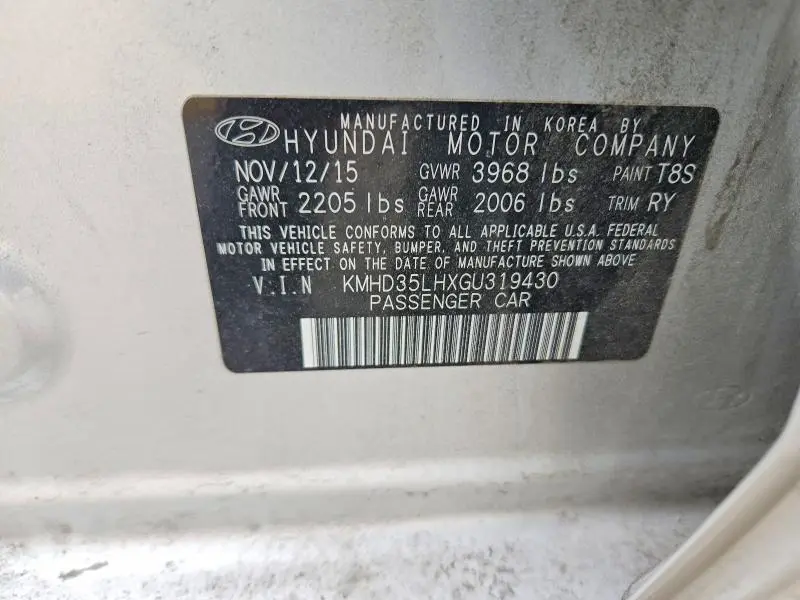 MANUFACTURED IN KOREA BY
HYUNDAI MOTOR COMPANY
NOV/12/15 GVWR 3968 lbs PAINT T8S
GAWR FRONT 2205 lbs GAWR REAR 2006 lbs TRIM RY
THIS VEHICLE CONFORMS TO ALL APPLICABLE U.S.A. FEDERAL
MOTOR VEHICLE SAFETY, BUMPER, AND THEFT PREVENTION STANDARDS
IN EFFECT ON THE DATE OF MANUFACTURE SHOWN ABOVE
V.I.N KMHD35LHXGU319430
PASSENGER CAR